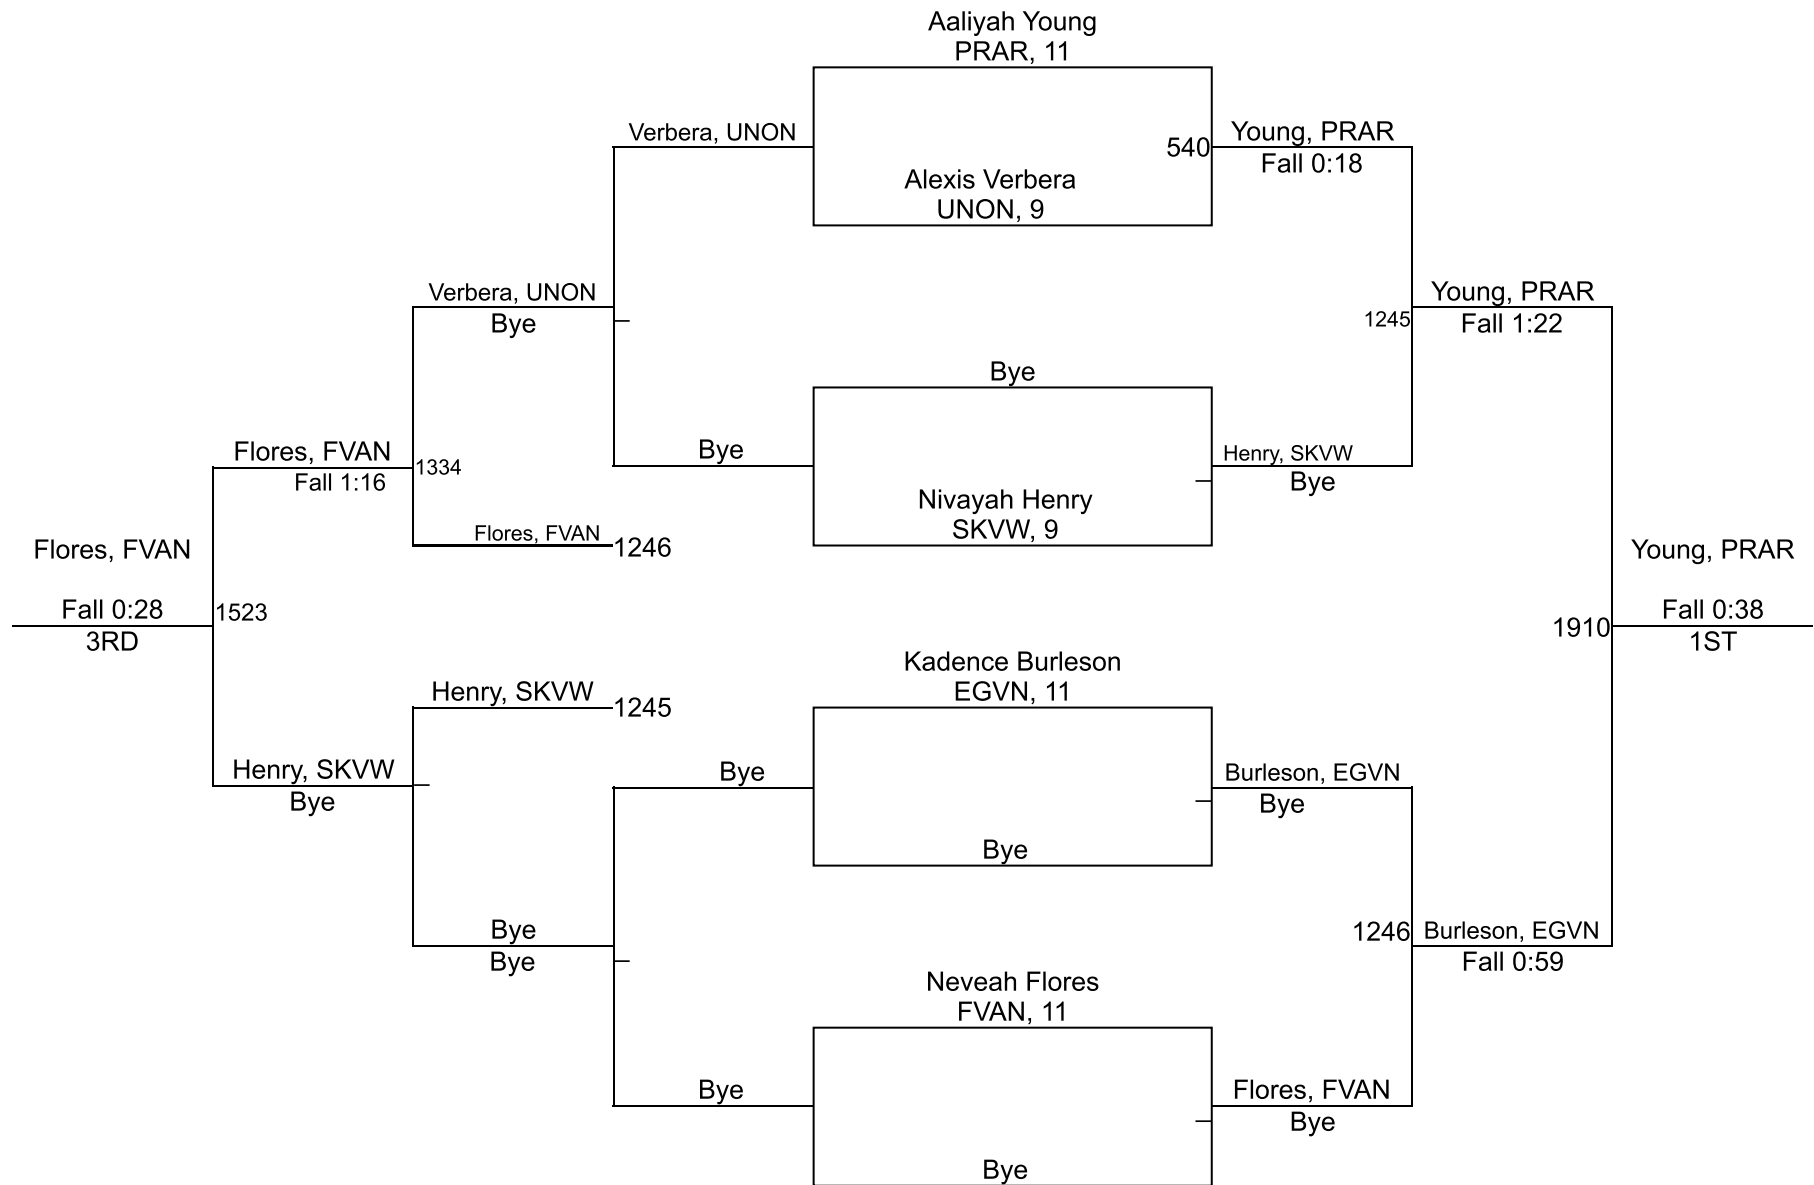 Aaliyah Young
PRAR, 11
Verbera, UNON
540
Young, PRAR
Fall 0:18
Alexis Verbera
UNON, 9
Verbera, UNON
Bye
1245
Young, PRAR
Fall 1:22
Bye
Flores, FVAN
Fall 1:16
1334
Bye
Henry, SKVW
Bye
Nivayah Henry
SKVW, 9
Flores, FVAN
1246
Flores, FVAN
Fall 0:28
3RD
1523
Young, PRAR
1910
Fall 0:38
1ST
Kadence Burleson
EGVN, 11
Henry, SKVW
1245
Henry, SKVW
Bye
Bye
Burleson, EGVN
Bye
Bye
Bye
Bye
1246
Burleson, EGVN
Fall 0:59
Neveah Flores
FVAN, 11
Bye
Flores, FVAN
Bye
Bye